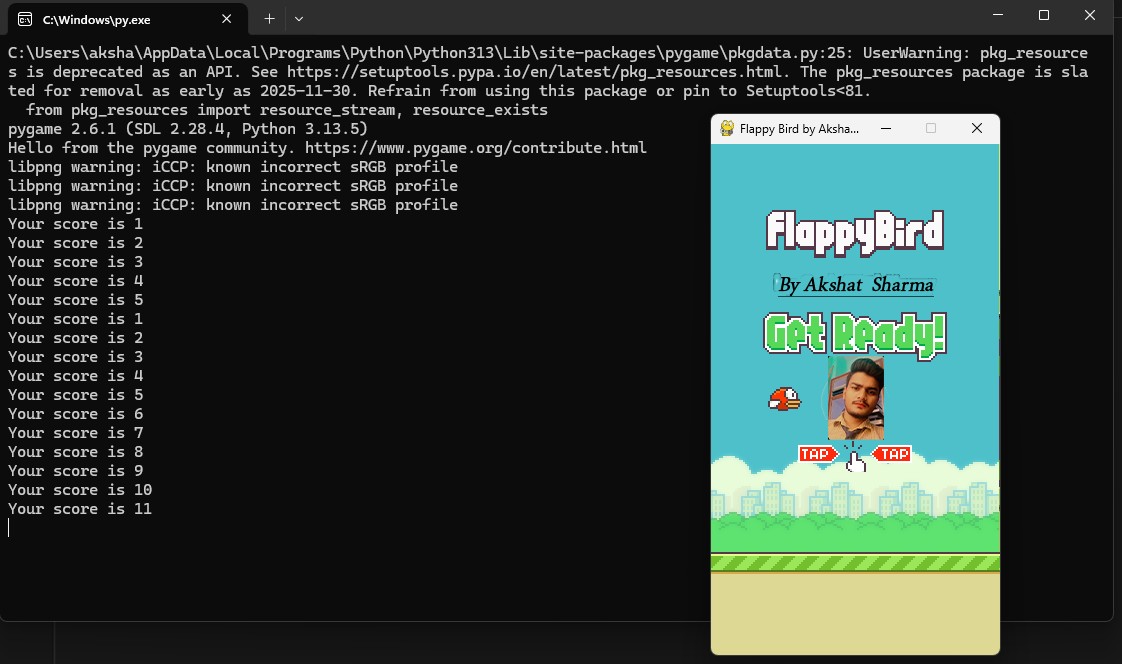 C:\Windows\py.exe
C:\Users\aksha\AppData\Local\Programs\Python\Python313\Lib\site-packages\pygame\pkgdata.py:25: UserWarning: pkg_resource
s is deprecated as an API. See https://setuptools.pypa.io/en/latest/pkg_resources.html. The pkg_resources package is sla
ted for removal as early as 2025-11-30. Refrain from using this package or pin to Setuptools<81.
  from pkg_resources import resource_stream, resource_exists
pygame 2.6.1 (SDL 2.28.4, Python 3.13.5)
Hello from the pygame community. https://www.pygame.org/contribute.html
libpng warning: iCCP: known incorrect sRGB profile
libpng warning: iCCP: known incorrect sRGB profile
libpng warning: iCCP: known incorrect sRGB profile
Your score is 1
Your score is 2
Your score is 3
Your score is 4
Your score is 5
Your score is 1
Your score is 2
Your score is 3
Your score is 4
Your score is 5
Your score is 6
Your score is 7
Your score is 8
Your score is 9
Your score is 10
Your score is 11
Flappy Bird by Aksha...
FlappyBird
By Akshat Sharma
Get Ready!
TAP TAP